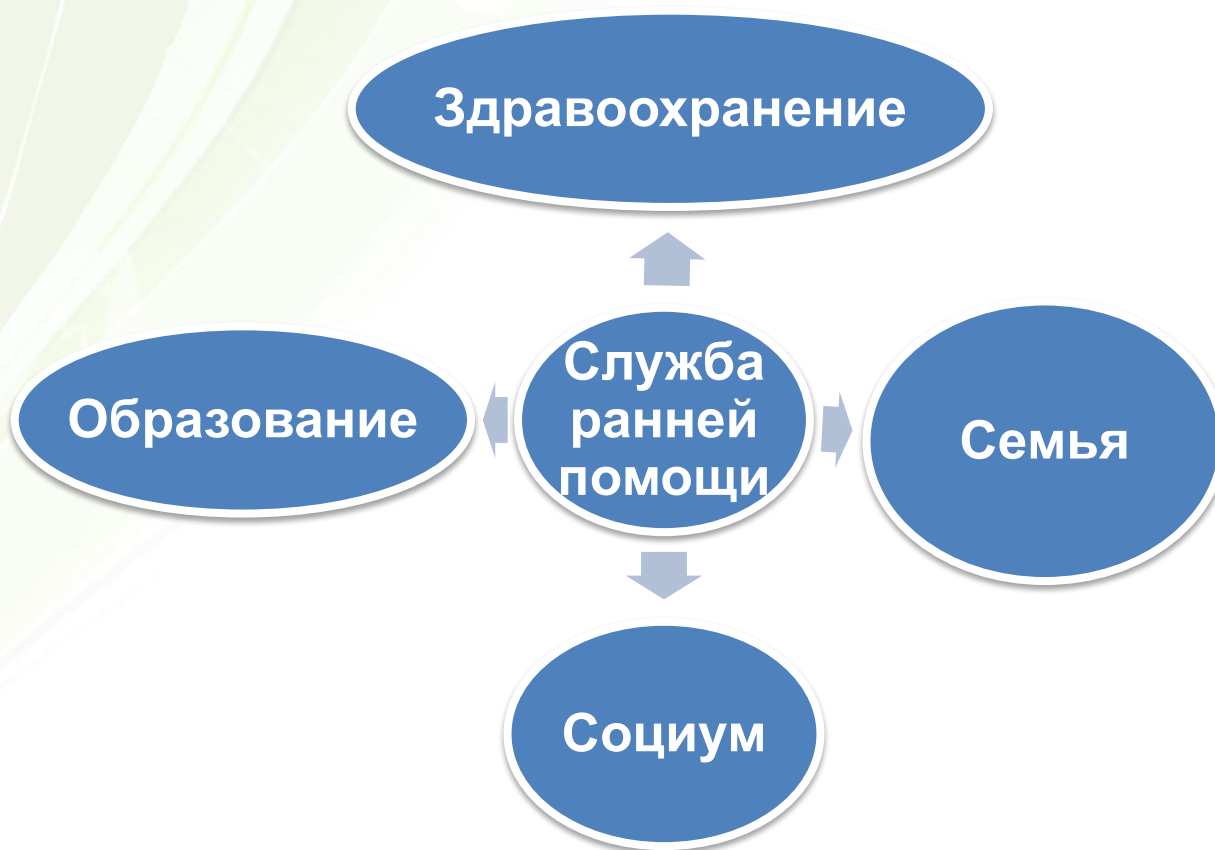 Здравоохранение
Образование
Служба
ранней
помощи
Семья
Социум